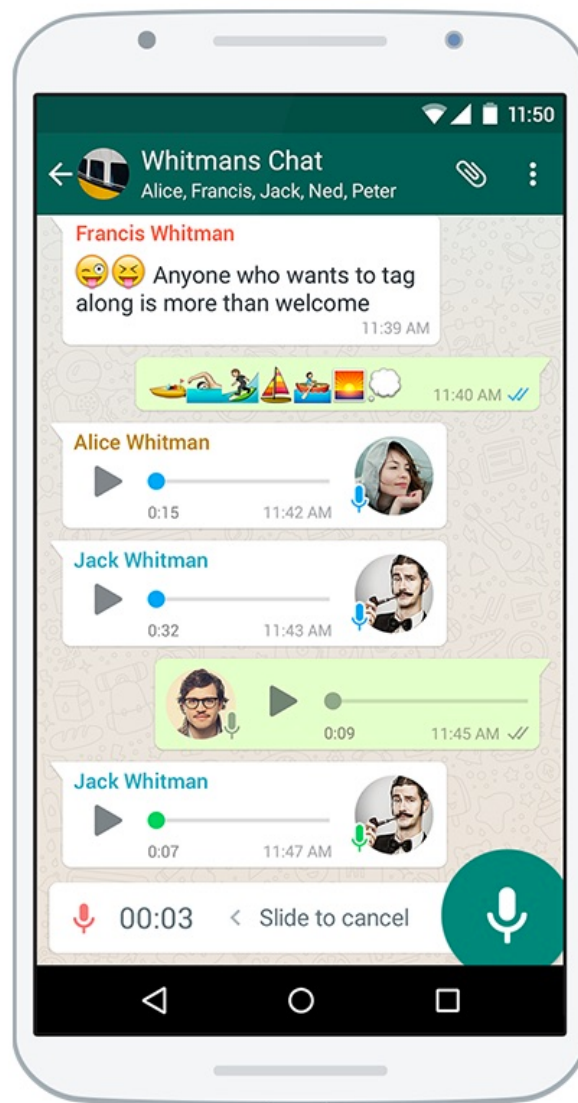 11:50
Whitmans Chat
Alice, Francis, Jack, Ned, Peter
Francis Whitman
😜😝 Anyone who wants to tag
along is more than welcome
11:39 AM
🚤🏊🏄⛵🚣🌅💭 11:40 AM
Alice Whitman
0:15 11:42 AM
Jack Whitman
0:32 11:43 AM
0:09 11:45 AM
Jack Whitman
0:07 11:47 AM
00:03 < Slide to cancel